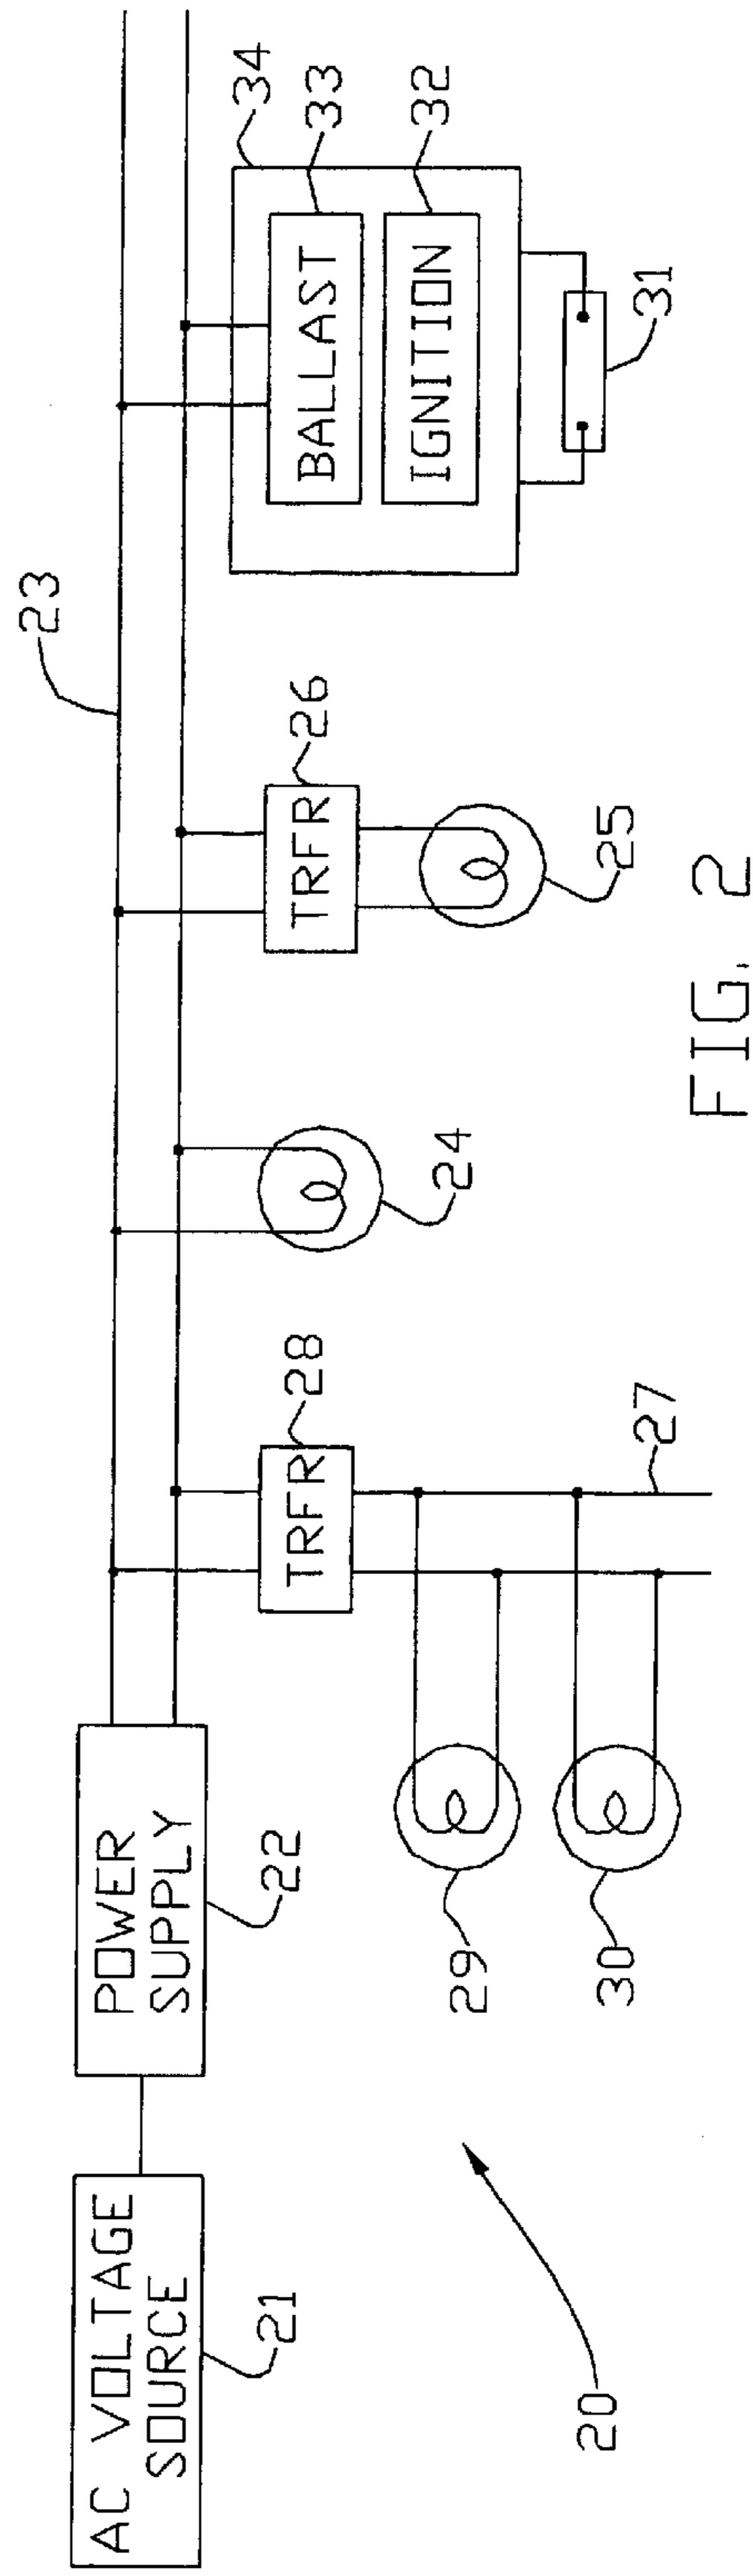 AC VOLTAGE
SOURCE
21
POWER
SUPPLY
22
23
TRFR
28
27
29
30
24
TRFR
26
25
BALLAST
33
IGNITION
32
34
31
20
FIG. 2